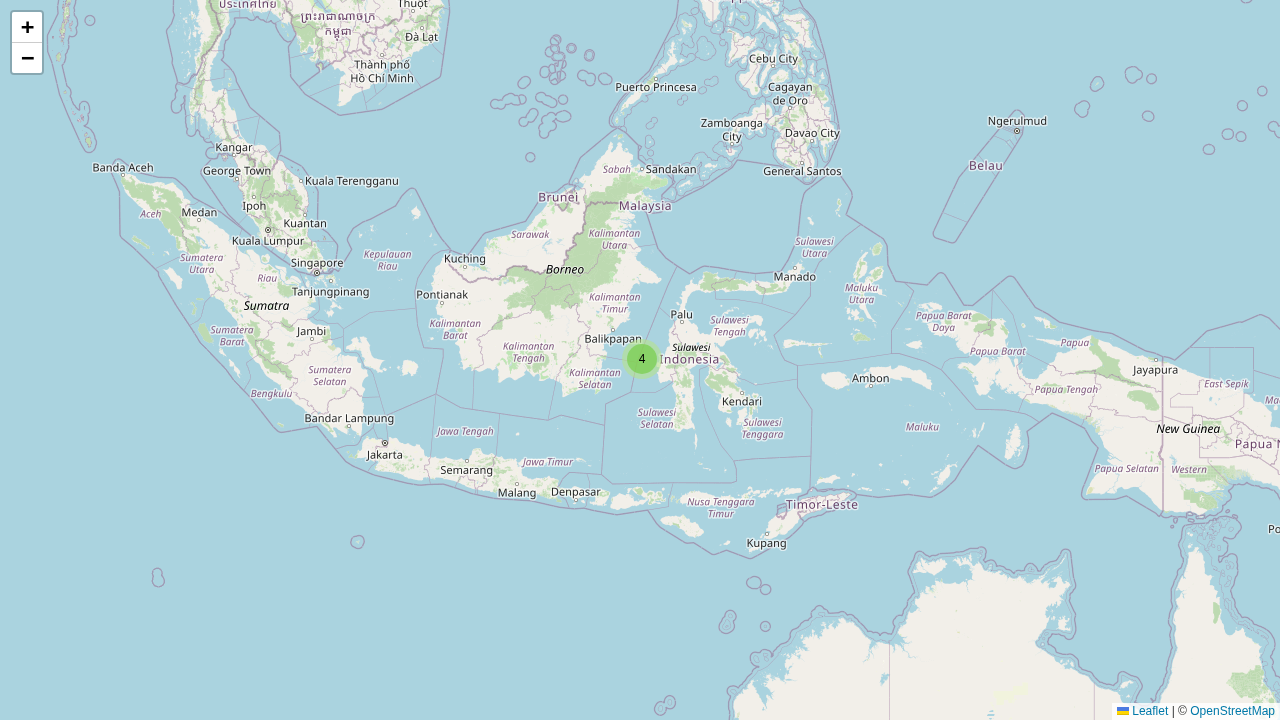 +
−
ประเทศไทย
ព្រះរាជាណាចក្រ
កម្ពុជា
Thuột
Đà Lạt
Thành phố
Hồ Chí Minh
Cebu City
Puerto Princesa
Cagayan
de Oro
Zamboanga
City
Davao City
General Santos
Ngerulmud
Belau
Kangar
Banda Aceh
George Town
Kuala Terengganu
Ipoh
Kuantan
Kuala Lumpur
Aceh
Medan
Sumatera
Utara
Singapore
Riau
Tanjungpinang
Kepulauan
Riau
Sumatra
Jambi
Sumatera
Barat
Sumatera
Selatan
Bengkulu
Bandar Lampung
Sabah
Sandakan
Brunei
Malaysia
Sarawak
Kuching
Kalimantan
Utara
Borneo
Pontianak
Kalimantan
Timur
Kalimantan
Barat
Kalimantan
Tengah
Balikpapan
Kalimantan
Selatan
4
Sulawesi
Utara
Manado
Palu
Sulawesi
Tengah
Sulawesi
Indonesia
Kendari
Sulawesi
Selatan
Sulawesi
Tenggara
Maluku
Utara
Ambon
Maluku
Papua Barat
Daya
Papua Barat
Papua
Papua Tengah
Jayapura
East Sepik
New Guinea
Papua N
Papua Selatan
Western
Jakarta
Jawa Tengah
Semarang
Jawa Timur
Malang
Denpasar
Nusa Tenggara
Timur
Timor-Leste
Kupang
Leaflet | © OpenStreetMap